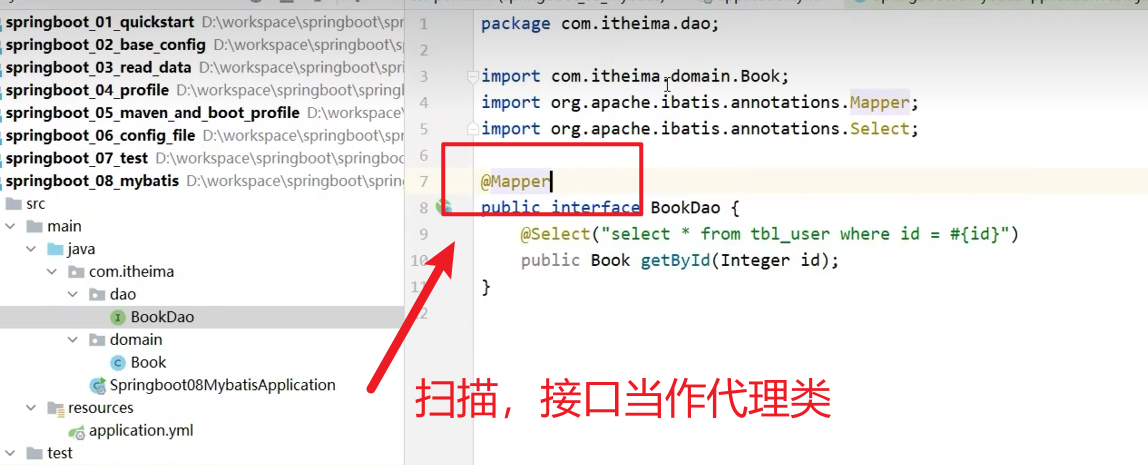 springboot_01_quickstart D:\workspace\springboot\springboo
springboot_02_base_config D:\workspace\springboot\springb
springboot_03_read_data D:\workspace\springboot\springboo
springboot_04_profile D:\workspace\springboot\springboot_
springboot_05_maven_and_boot_profile D:\workspace\spr
springboot_06_config_file D:\workspace\springboot\springb
springboot_07_test D:\workspace\springboot\springboot_
springboot_08_mybatis D:\workspace\springboot\spring
src
main
java
com.itheima
dao
BookDao
domain
Book
Springboot08MybatisApplication
resources
application.yml
test
1 package com.itheima.dao;
2
3 import com.itheima.domain.Book;
4 import org.apache.ibatis.annotations.Mapper;
5 import org.apache.ibatis.annotations.Select;
6
7 @Mapper
8 public interface BookDao {
9 @Select("select * from tbl_user where id = #{id}")
10 public Book getById(Integer id);
11 }
扫描，接口当作代理类